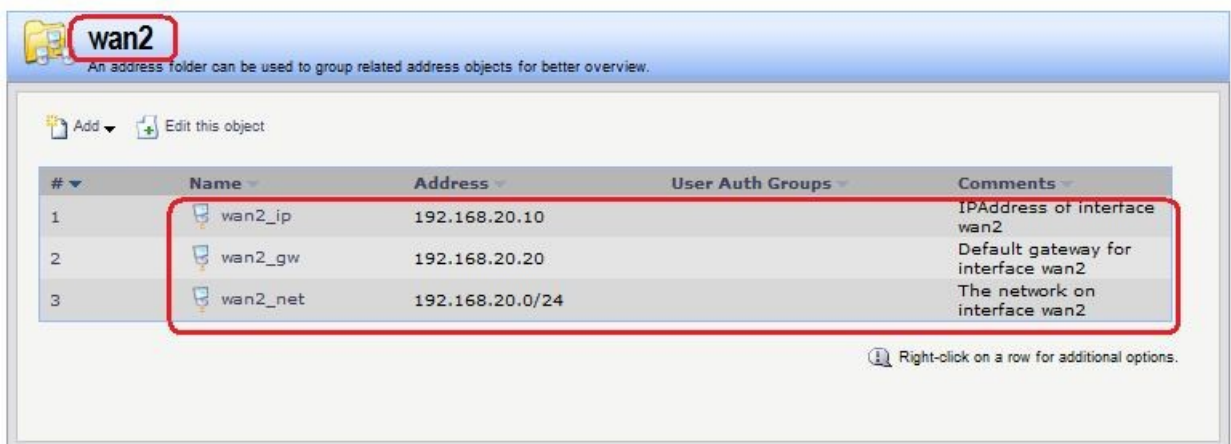 wan2
An address folder can be used to group related address objects for better overview.
Add Edit this object
# Name Address User Auth Groups Comments
1 wan2_ip 192.168.20.10 IPAddress of interface
wan2
2 wan2_gw 192.168.20.20 Default gateway for
interface wan2
3 wan2_net 192.168.20.0/24 The network on
interface wan2
Right-click on a row for additional options.